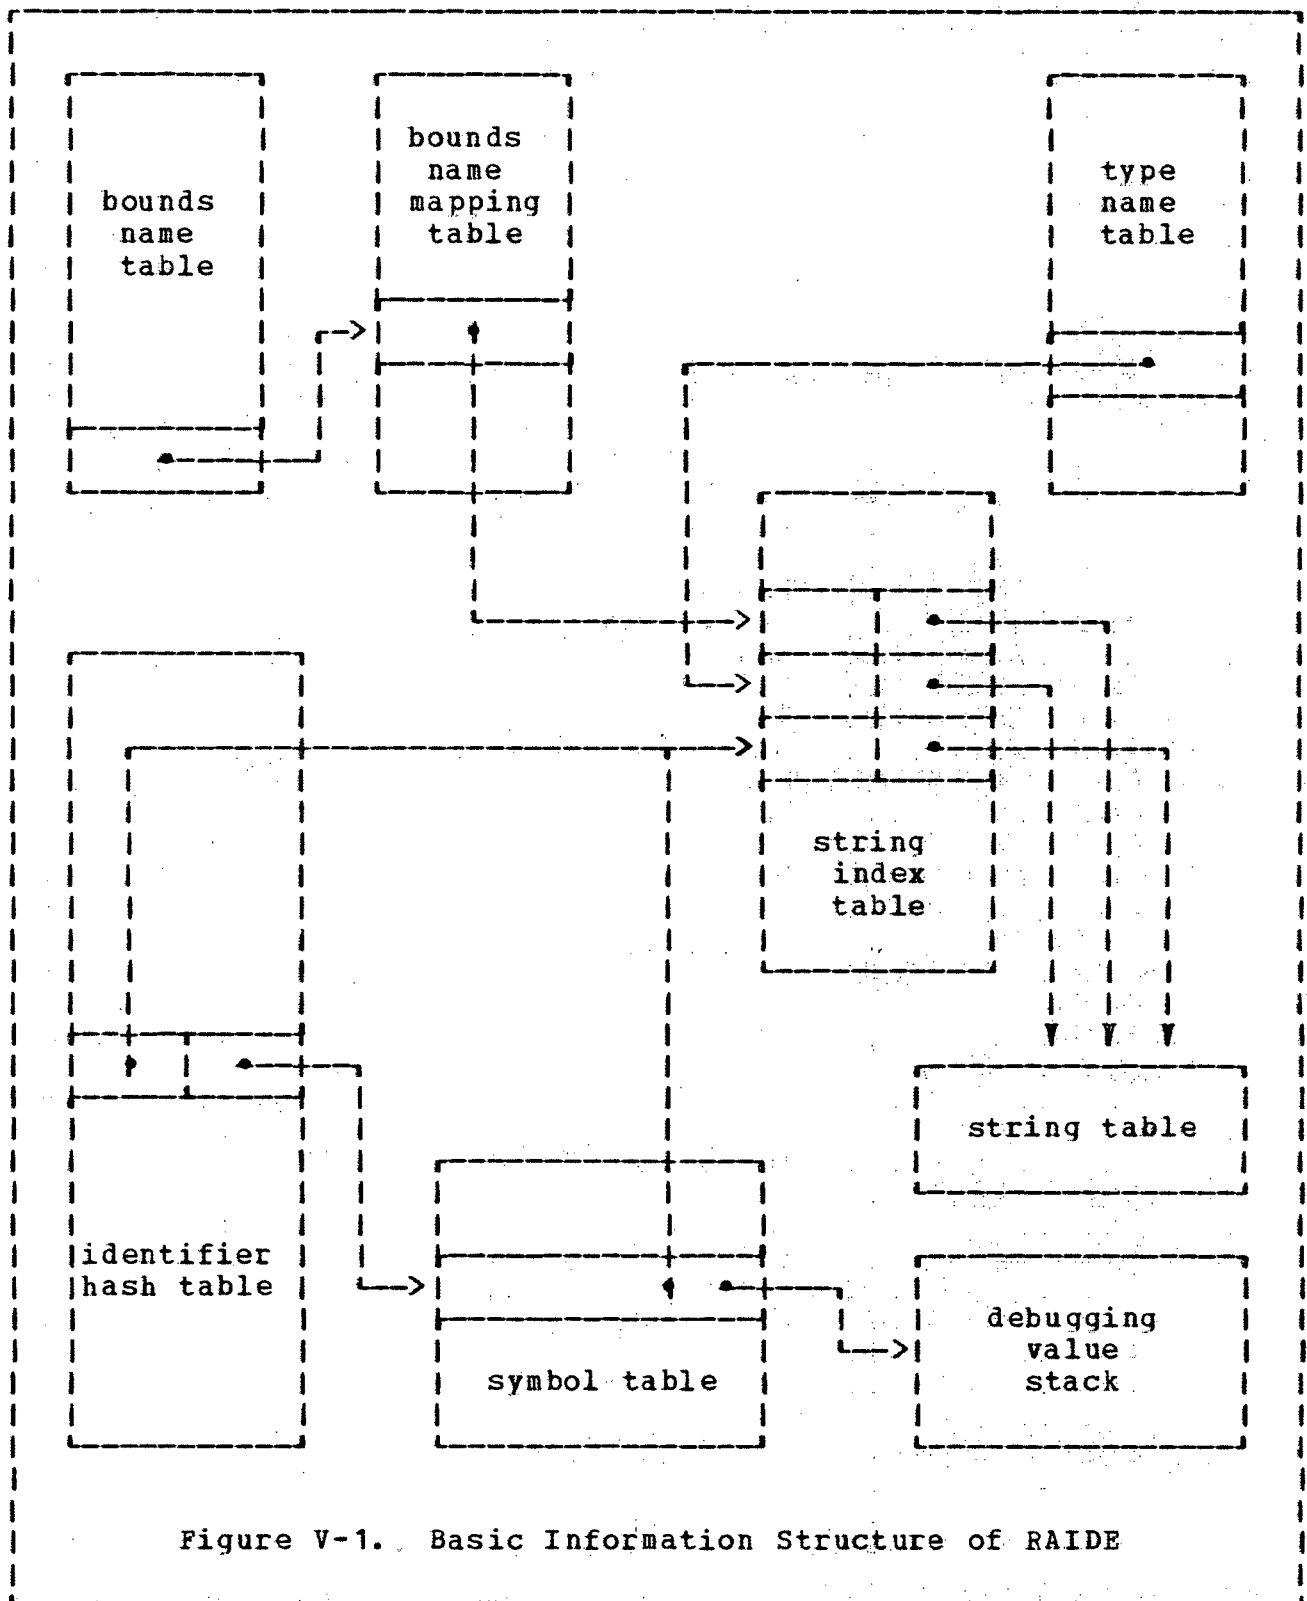 bounds
name
table
bounds
name
mapping
table
type
name
table
string
index
table
string table
identifier
hash table
symbol table
debugging
value
stack
Figure V-1. Basic Information Structure of RAIDE